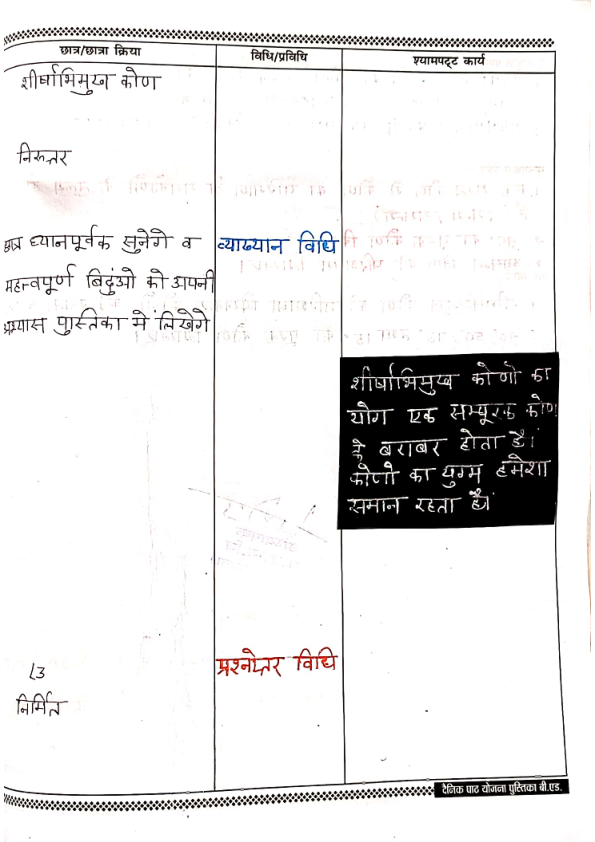 छात्र/छात्रा क्रिया
विधि/प्रविधि
श्यामपट्ट कार्य
शीर्षाभिमुख कोण
निरूत्तर
छात्र ध्यानपूर्वक सुनेगे व
महत्त्वपूर्ण बिदुंओ को अपनी
अभ्यास पुस्तिका मे लिखेगे
व्याख्यान विधि
शीर्षाभिमुख कोणो का
योग एक सम्पूरक कोण
के बराबर होता है।
कोणो का युग्म हमेशा
समान रहता है।
प्रश्नोत्तर विधि
13
निर्मित
दैनिक पाठ योजना पुस्तिका बी.एड.